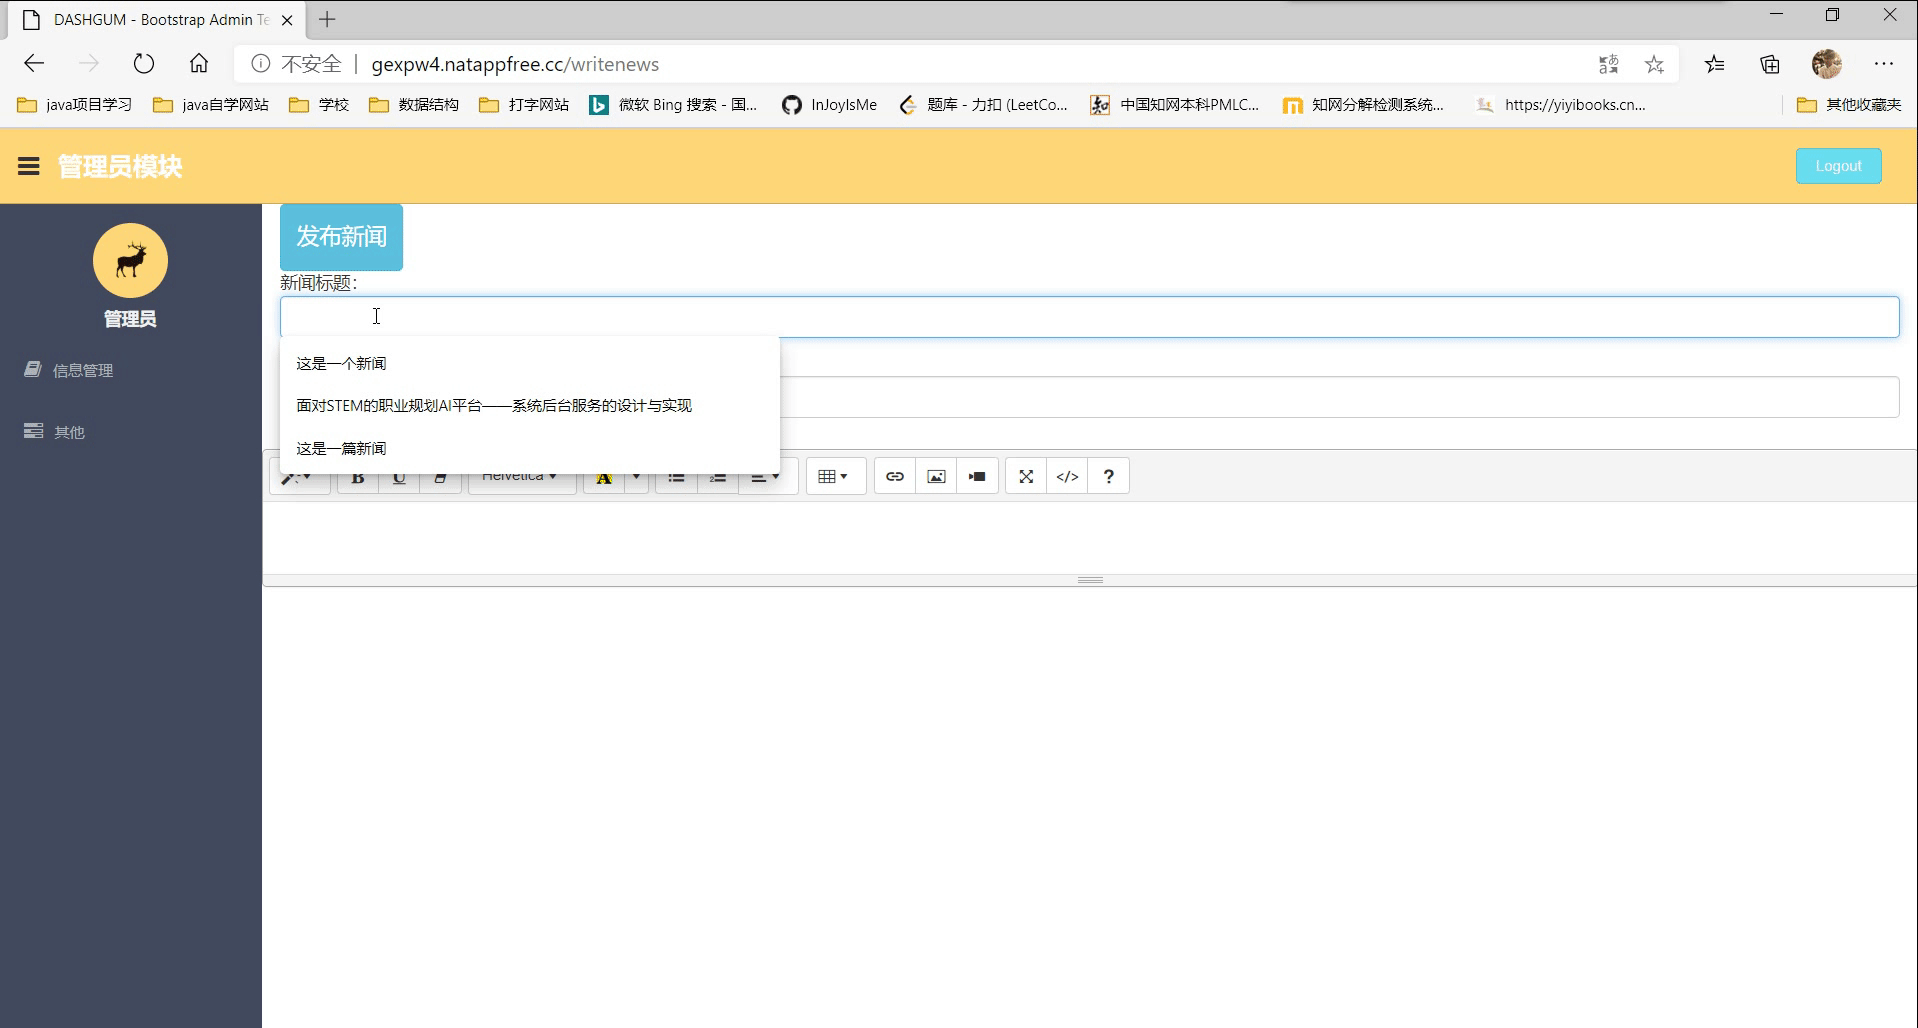 DASHGUM - Bootstrap Admin Te
不安全 gexpw4.natappfree.cc/writenews
java项目学习 java自学网站 学校 数据结构 打字网站 微软 Bing 搜索 - 国... InJoyIsMe 题库 - 力扣 (LeetCo... 中国知网本科PMLC... 知网分解检测系统... https://yiyibooks.cn... 其他收藏夹
管理员模块 Logout
管理员
信息管理
其他
发布新闻
新闻标题：
这是一个新闻
面对STEM的职业规划AI平台——系统后台服务的设计与实现
这是一篇新闻
B U Helvetica A </> ?